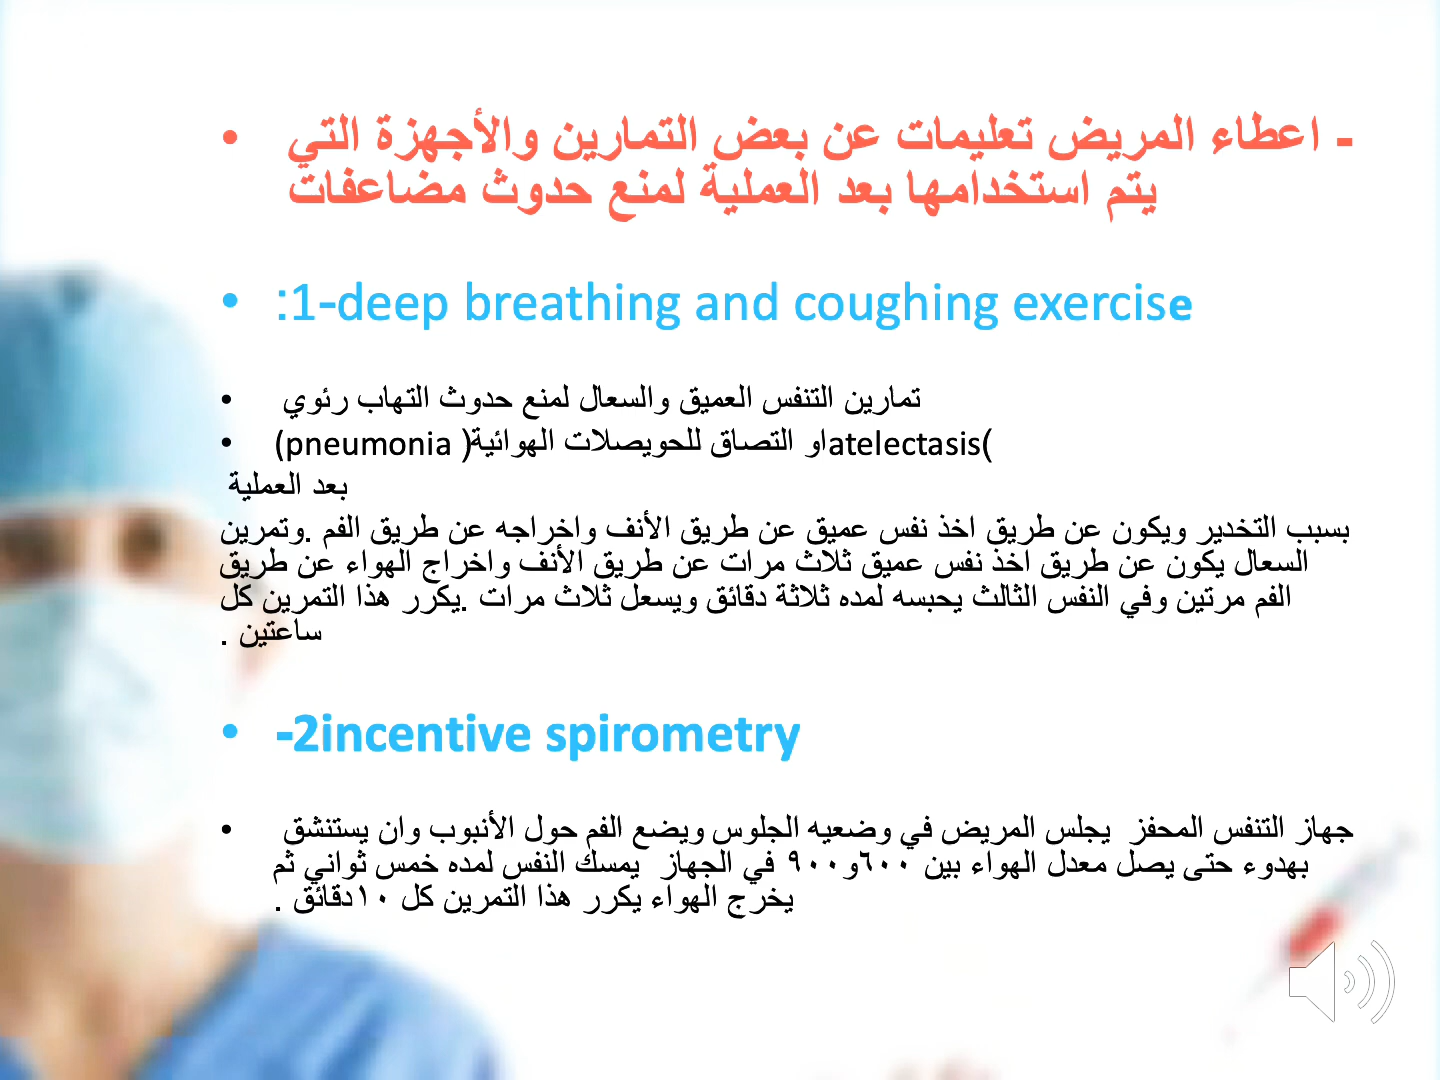 - اعطاء المريض تعليمات عن بعض التمارين والأجهزة التي
يتم استخدامها بعد العملية لمنع حدوث مضاعفات
:1-deep breathing and coughing exercise
تمارين التنفس العميق والسعال لمنع حدوث التهاب رئوي
(pneumonia )او التصاق للحويصلات الهوائيةatelectasis(
بعد العملية
بسبب التخدير ويكون عن طريق اخذ نفس عميق عن طريق الأنف واخراجه عن طريق الفم .وتمرين
السعال يكون عن طريق اخذ نفس عميق ثلاث مرات عن طريق الأنف واخراج الهواء عن طريق
الفم مرتين وفي النفس الثالث يحبسه لمده ثلاثة دقائق ويسعل ثلاث مرات .يكرر هذا التمرين كل
ساعتين .
-2incentive spirometry
جهاز التنفس المحفز يجلس المريض في وضعيه الجلوس ويضع الفم حول الأنبوب وان يستنشق
بهدوء حتى يصل معدل الهواء بين ٦٠٠و٩٠٠ في الجهاز يمسك النفس لمده خمس ثواني ثم
يخرج الهواء يكرر هذا التمرين كل ١٠دقائق .